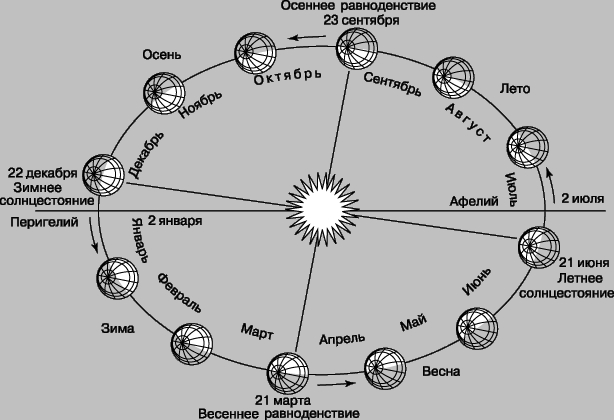 Осеннее равноденствие
23 сентября
Осень
Октябрь
Сентябрь
Лето
Ноябрь
Август
Декабрь
22 декабря
Зимнее
солнцестояние
Июль
Афелий
2 июля
Перигелий
2 января
Январь
21 июня
Летнее
солнцестояние
Февраль
Июнь
Зима
Март
Апрель
Май
Весна
21 марта
Весеннее равноденствие